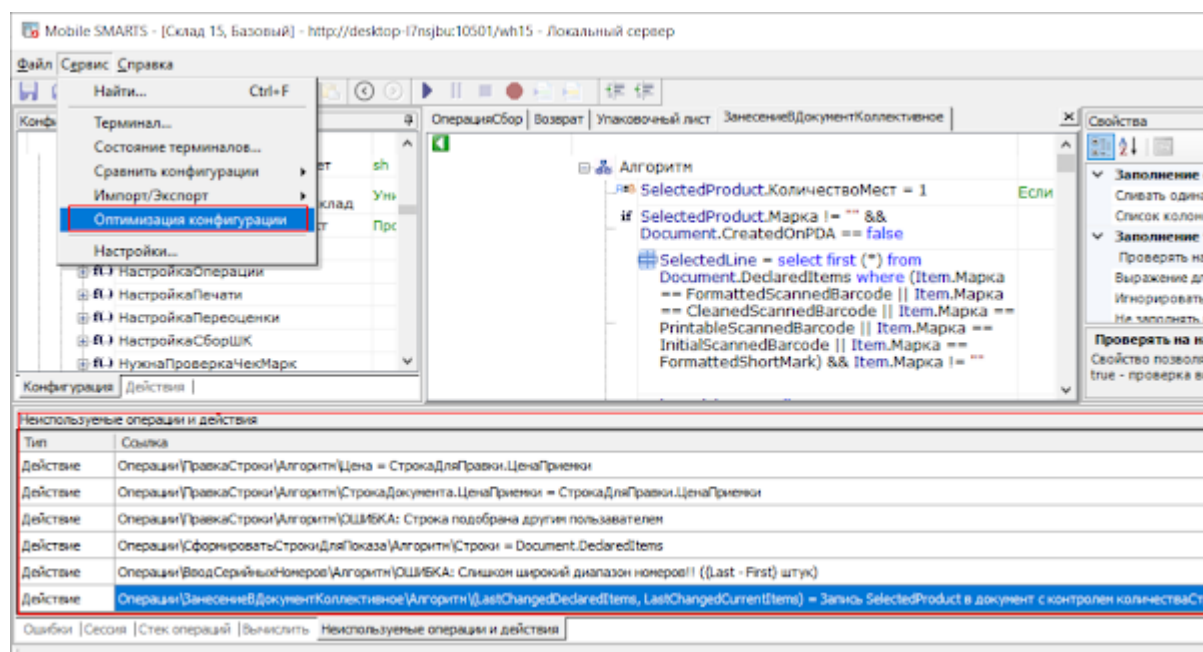 Mobile SMARTS - [Склад 15, Базовый] - http://desktop-l7nsjbu:10501/wh15 - Локальный сервер
Файл Сервис Справка
Найти... Ctrl+F
Терминал...
Состояние терминалов...
Сравнить конфигурации
Импорт/Экспорт
Оптимизация конфигурации
Настройки...
sh
клад Уни
Про
НастройкаОперации
НастройкаПечати
НастройкаПереоценки
НастройкаСборШК
НужнаПроверкаЧекМарк
Конфигурация Действия
ОперацияСбор Возврат Упаковочный лист ЗанесениеВДокументКоллективное
Алгоритм
SelectedProduct.КоличествоМест = 1 Если
if SelectedProduct.Марка != "" &&
Document.CreatedOnPDA == false
SelectedLine = select first (*) from
Document.DeclaredItems where (Item.Марка
== FormattedScannedBarcode || Item.Марка
== CleanedScannedBarcode || Item.Марка ==
PrintableScannedBarcode || Item.Марка ==
InitialScannedBarcode || Item.Марка ==
FormattedShortMark) && Item.Марка != ""
Свойства
Заполнение
Сливать один
Список колон
Заполнение
Проверять на
Выражение дл
Игнорировать
Не заполнять
Проверять на н
Свойство позволя
true - проверка в
Неиспользуемые операции и действия
Тип Ссылка
Действие Операции\ПравкаСтроки\Алгоритм\Цена = СтрокаДляПравки.ЦенаПриемки
Действие Операции\ПравкаСтроки\Алгоритм\СтрокаДокумента.ЦенаПриемки = СтрокаДляПравки.ЦенаПриемки
Действие Операции\ПравкаСтроки\Алгоритм\ОШИБКА: Строка подобрана другим пользавателем
Действие Операции\СформироватьСтрокиДляПоказа\Алгоритм\Строки = Document.DeclaredItems
Действие Операции\ВводСерийныхНомеров\Алгоритм\ОШИБКА: Слишком широкий диапазон номеров!! ({Last - First} штук)
Действие Операции\ЗанесениеВДокументКоллективное\Алгоритм\(LastChangedDeclaredItems, LastChangedCurrentItems) = Запись SelectedProduct в документ с контролем количестваСт
Ошибки Сессия Стек операций Вычислить Неиспользуемые операции и действия